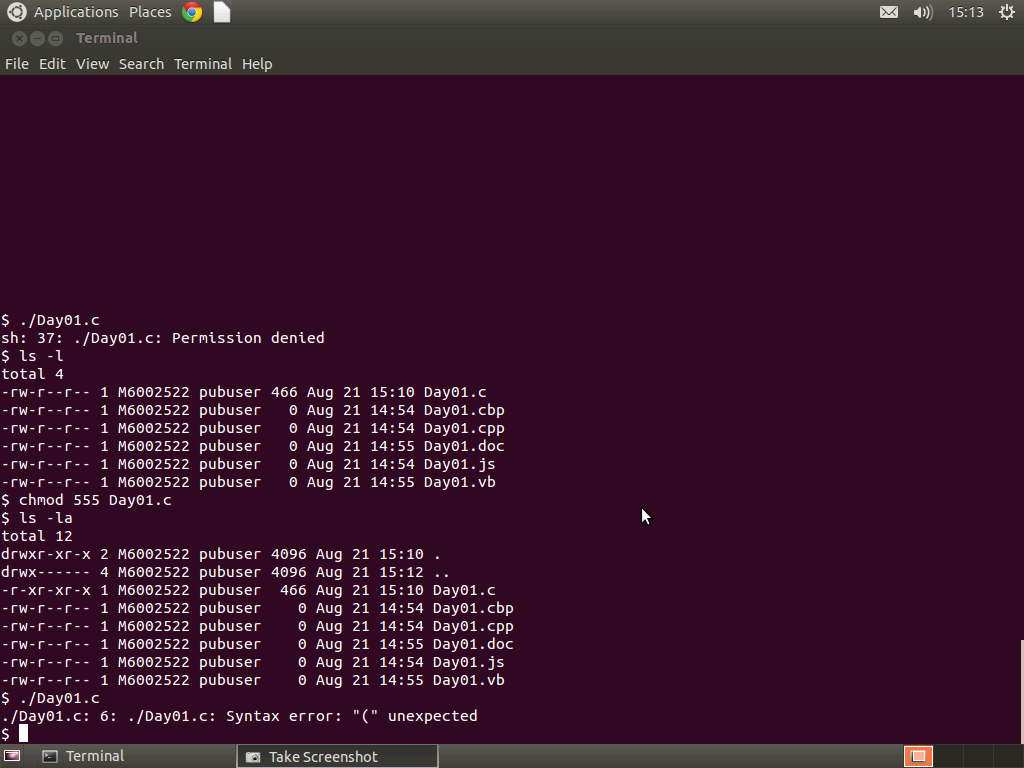 Applications Places 15:13
Terminal
File Edit View Search Terminal Help
$ ./Day01.c
sh: 37: ./Day01.c: Permission denied
$ ls -l
total 4
-rw-r--r-- 1 M6002522 pubuser 466 Aug 21 15:10 Day01.c
-rw-r--r-- 1 M6002522 pubuser   0 Aug 21 14:54 Day01.cbp
-rw-r--r-- 1 M6002522 pubuser   0 Aug 21 14:54 Day01.cpp
-rw-r--r-- 1 M6002522 pubuser   0 Aug 21 14:55 Day01.doc
-rw-r--r-- 1 M6002522 pubuser   0 Aug 21 14:54 Day01.js
-rw-r--r-- 1 M6002522 pubuser   0 Aug 21 14:55 Day01.vb
$ chmod 555 Day01.c
$ ls -la
total 12
drwxr-xr-x 2 M6002522 pubuser 4096 Aug 21 15:10 .
drwx------ 4 M6002522 pubuser 4096 Aug 21 15:12 ..
-r-xr-xr-x 1 M6002522 pubuser  466 Aug 21 15:10 Day01.c
-rw-r--r-- 1 M6002522 pubuser    0 Aug 21 14:54 Day01.cbp
-rw-r--r-- 1 M6002522 pubuser    0 Aug 21 14:54 Day01.cpp
-rw-r--r-- 1 M6002522 pubuser    0 Aug 21 14:55 Day01.doc
-rw-r--r-- 1 M6002522 pubuser    0 Aug 21 14:54 Day01.js
-rw-r--r-- 1 M6002522 pubuser    0 Aug 21 14:55 Day01.vb
$ ./Day01.c
./Day01.c: 6: ./Day01.c: Syntax error: "(" unexpected
$
Terminal Take Screenshot